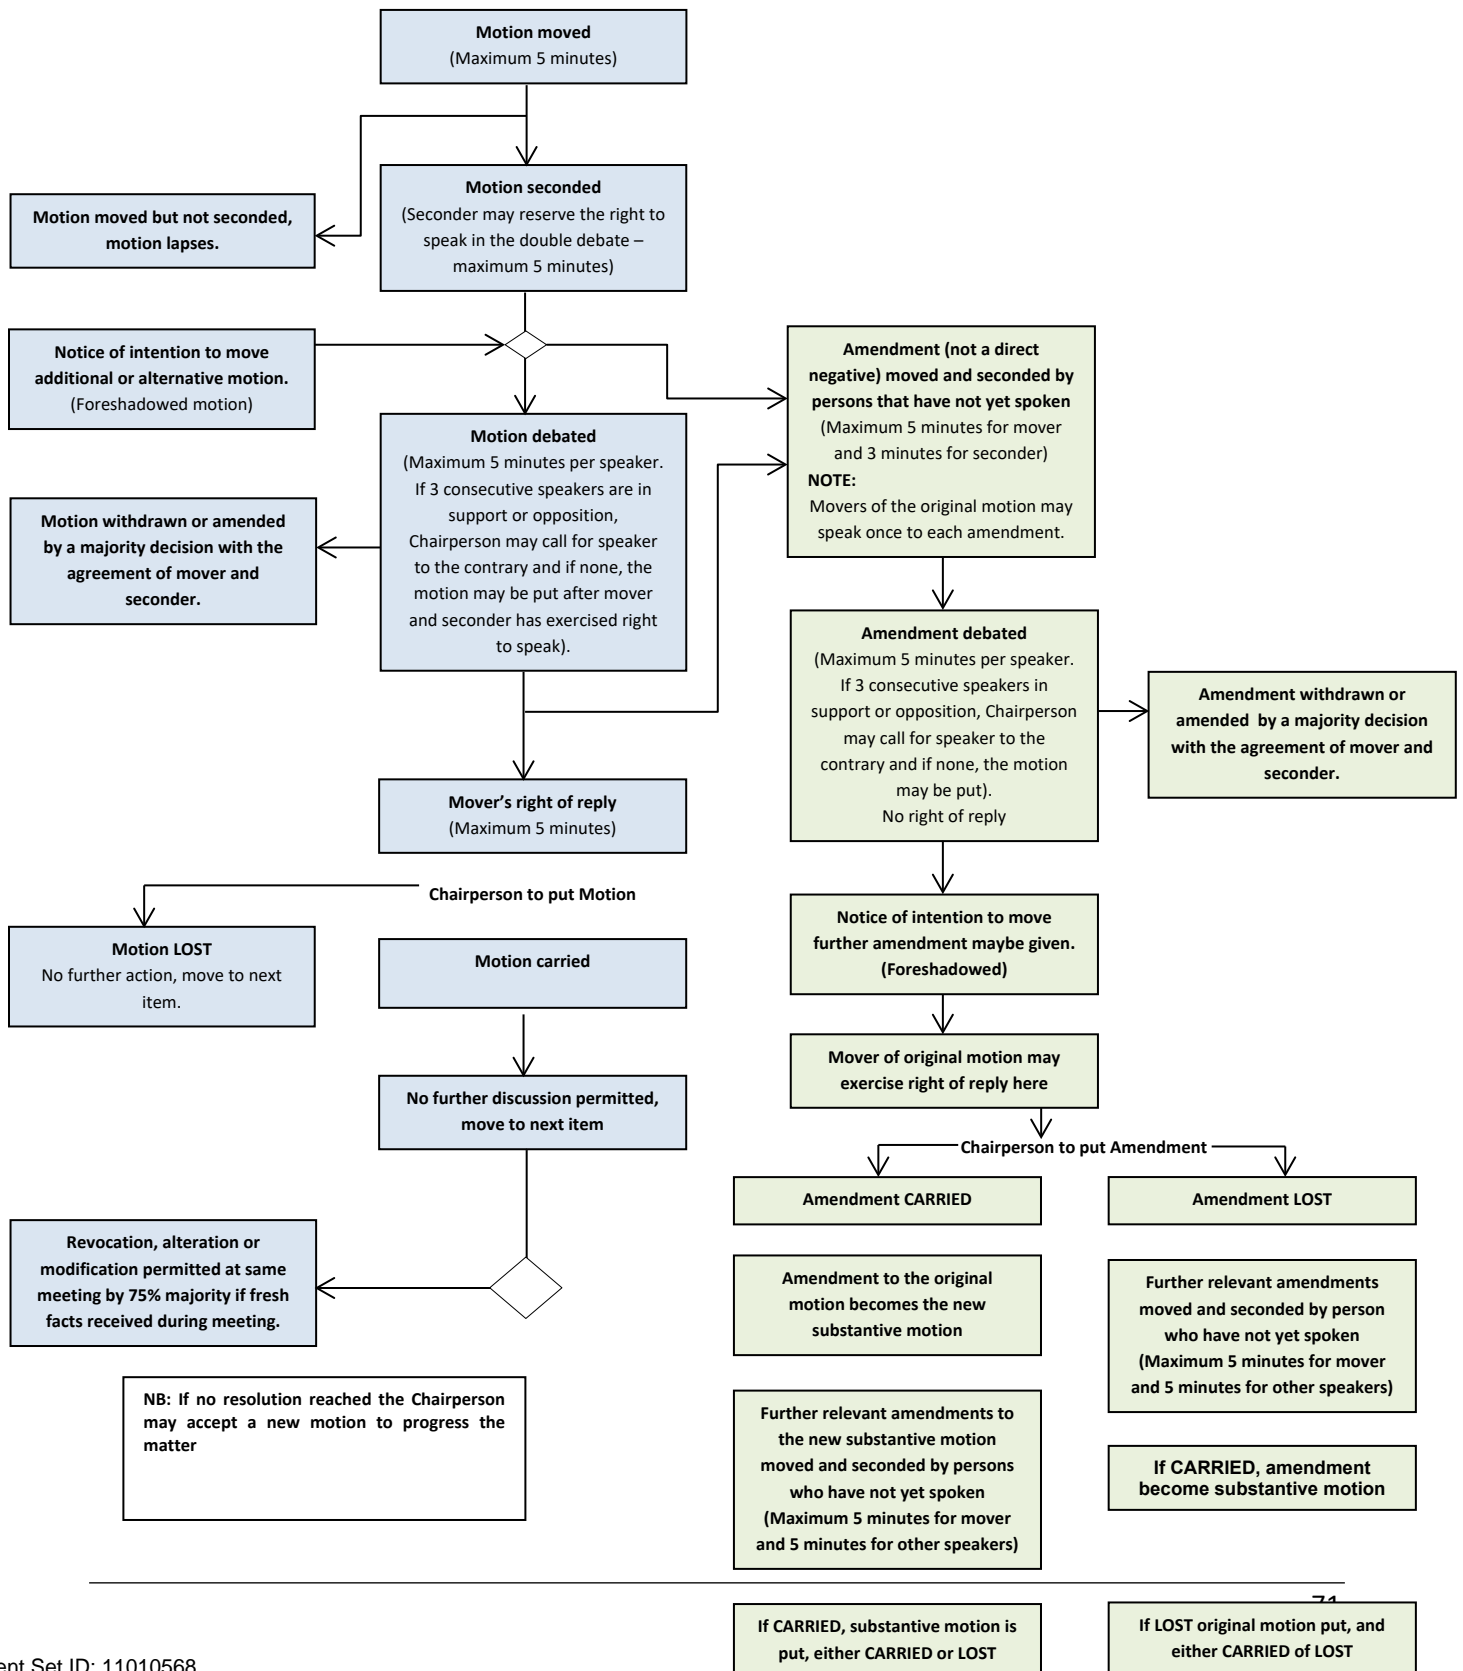 Motion moved
(Maximum 5 minutes)
Motion seconded
(Seconder may reserve the right to
speak in the double debate –
maximum 5 minutes)
Motion moved but not seconded,
motion lapses.
Notice of intention to move
additional or alternative motion.
(Foreshadowed motion)
Motion debated
(Maximum 5 minutes per speaker.
If 3 consecutive speakers are in
support or opposition,
Chairperson may call for speaker
to the contrary and if none, the
motion may be put after mover
and seconder has exercised right
to speak).
Motion withdrawn or amended
by a majority decision with the
agreement of mover and
seconder.
Mover’s right of reply
(Maximum 5 minutes)
Chairperson to put Motion
Motion LOST
No further action, move to next
item.
Motion carried
No further discussion permitted,
move to next item
Revocation, alteration or
modification permitted at same
meeting by 75% majority if fresh
facts received during meeting.
NB: If no resolution reached the Chairperson
may accept a new motion to progress the
matter
Amendment (not a direct
negative) moved and seconded by
persons that have not yet spoken
(Maximum 5 minutes for mover
and 3 minutes for seconder)
NOTE:
Movers of the original motion may
speak once to each amendment.
Amendment debated
(Maximum 5 minutes per speaker.
If 3 consecutive speakers in
support or opposition, Chairperson
may call for speaker to the
contrary and if none, the motion
may be put).
No right of reply
Amendment withdrawn or
amended by a majority decision
with the agreement of mover and
seconder.
Notice of intention to move
further amendment maybe given.
(Foreshadowed)
Mover of original motion may
exercise right of reply here
Chairperson to put Amendment
Amendment CARRIED
Amendment to the original
motion becomes the new
substantive motion
Further relevant amendments to
the new substantive motion
moved and seconded by persons
who have not yet spoken
(Maximum 5 minutes for mover
and 5 minutes for other speakers)
If CARRIED, substantive motion is
put, either CARRIED or LOST
Amendment LOST
Further relevant amendments
moved and seconded by person
who have not yet spoken
(Maximum 5 minutes for mover
and 5 minutes for other speakers)
If CARRIED, amendment
become substantive motion
If LOST original motion put, and
either CARRIED of LOST
Set ID: 11010568